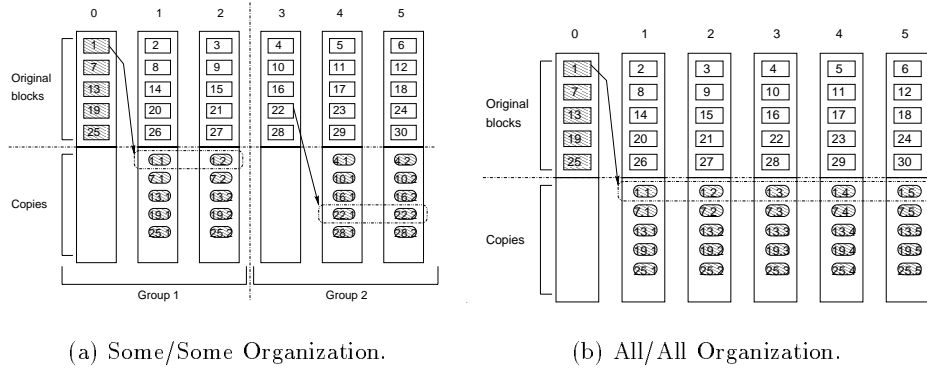 0 1 2 3 4 5
1 2 3 4 5 6
7 8 9 10 11 12
13 14 15 16 17 18
19 20 21 22 23 24
25 26 27 28 29 30
Original
blocks
1.1 1.2 4.1 4.2
7.1 7.2 10.1 10.2
13.1 13.2 16.1 16.2
19.1 19.2 22.1 22.2
25.1 25.2 28.1 28.2
Copies
Group 1 Group 2
(a) Some/Some Organization.
0 1 2 3 4 5
1 2 3 4 5 6
7 8 9 10 11 12
13 14 15 16 17 18
19 20 21 22 23 24
25 26 27 28 29 30
Original
blocks
1.1 1.2 1.3 1.4 1.5
7.1 7.2 7.3 7.4 7.5
13.1 13.2 13.3 13.4 13.5
19.1 19.2 19.3 19.4 19.5
25.1 25.2 25.3 25.4 25.5
Copies
(b) All/All Organization.